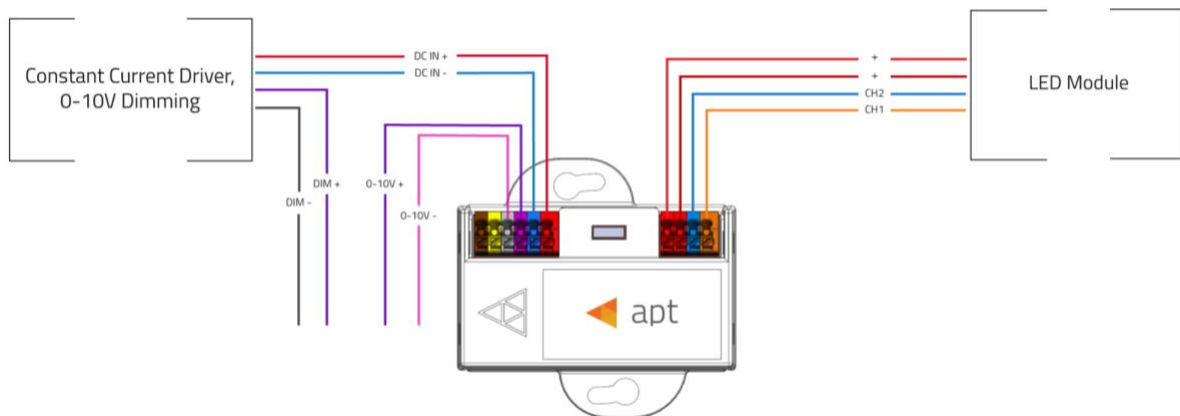 Constant Current Driver,
0-10V Dimming
DC IN +
DC IN -
DIM -
DIM +
0-10V +
0-10V -
+
+
CH2
CH1
LED Module
apt